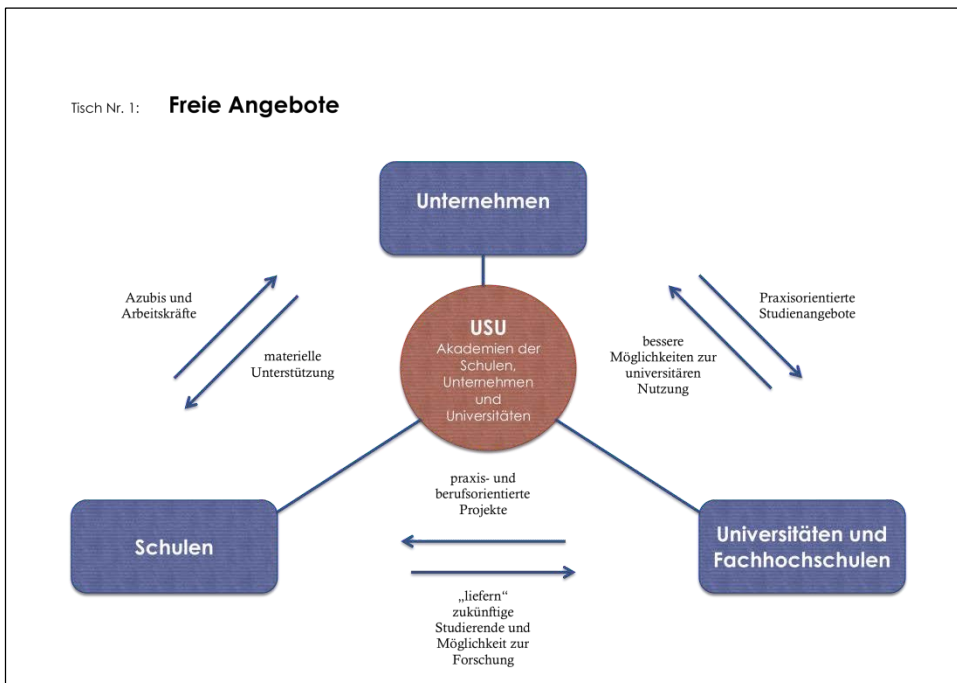 Tisch Nr. 1: Freie Angebote
Unternehmen
Azubis und
Arbeitskräfte
materielle
Unterstützung
USU
Akademien der
Schulen,
Unternehmen
und
Universitäten
bessere
Möglichkeiten zur
universitären
Nutzung
Praxisorientierte
Studienangebote
praxis- und
berufsorientierte
Projekte
Schulen
Universitäten und
Fachhochschulen
„liefern“
zukünftige
Studierende und
Möglichkeit zur
Forschung